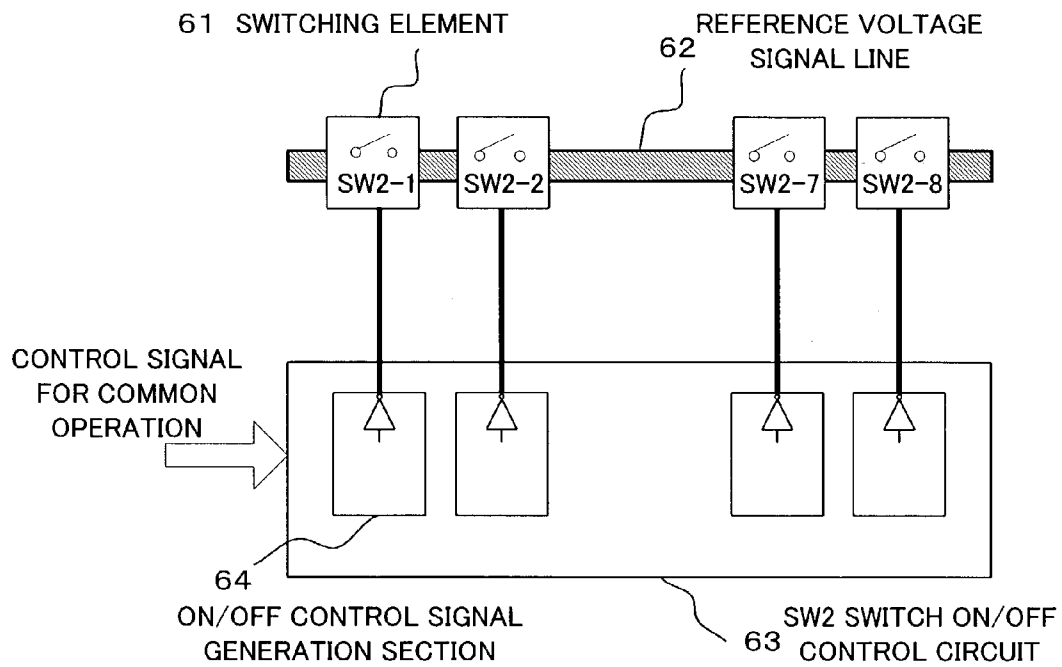 61 SWITCHING ELEMENT
REFERENCE VOLTAGE
SIGNAL LINE
62
SW2-1
SW2-2
SW2-7
SW2-8
CONTROL SIGNAL
FOR COMMON
OPERATION
64
ON/OFF CONTROL SIGNAL
GENERATION SECTION
63
SW2 SWITCH ON/OFF
CONTROL CIRCUIT